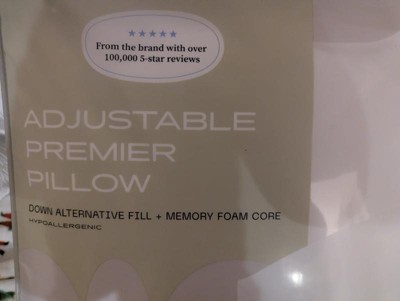 ★★★★★
From the brand with over
100,000 5-star reviews
ADJUSTABLE
PREMIER
PILLOW
DOWN ALTERNATIVE FILL + MEMORY FOAM CORE
HYPOALLERGENIC